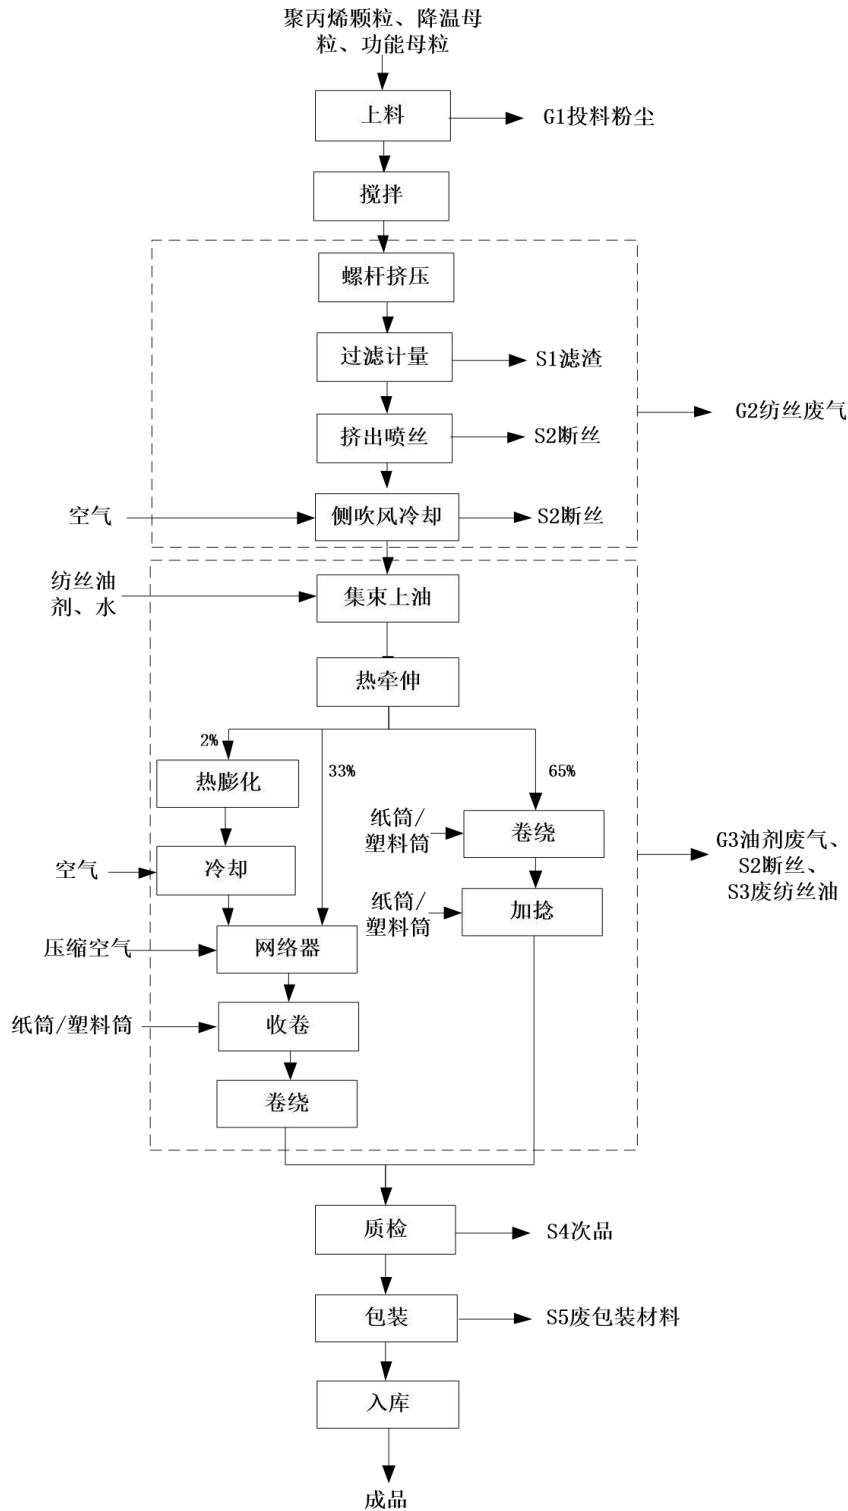 聚丙烯颗粒、降温母
粒、功能母粒
上料
G1投料粉尘
搅拌
螺杆挤压
过滤计量
S1滤渣
G2纺丝废气
挤出喷丝
S2断丝
空气
侧吹风冷却
S2断丝
纺丝油
剂、水
集束上油
热牵伸
2%
33%
65%
热膨化
纸筒/
塑料筒
卷绕
G3油剂废气、
S2断丝、
S3废纺丝油
空气
冷却
纸筒/
塑料筒
加捻
压缩空气
网络器
纸筒/塑料筒
收卷
卷绕
质检
S4次品
包装
S5废包装材料
入库
成品